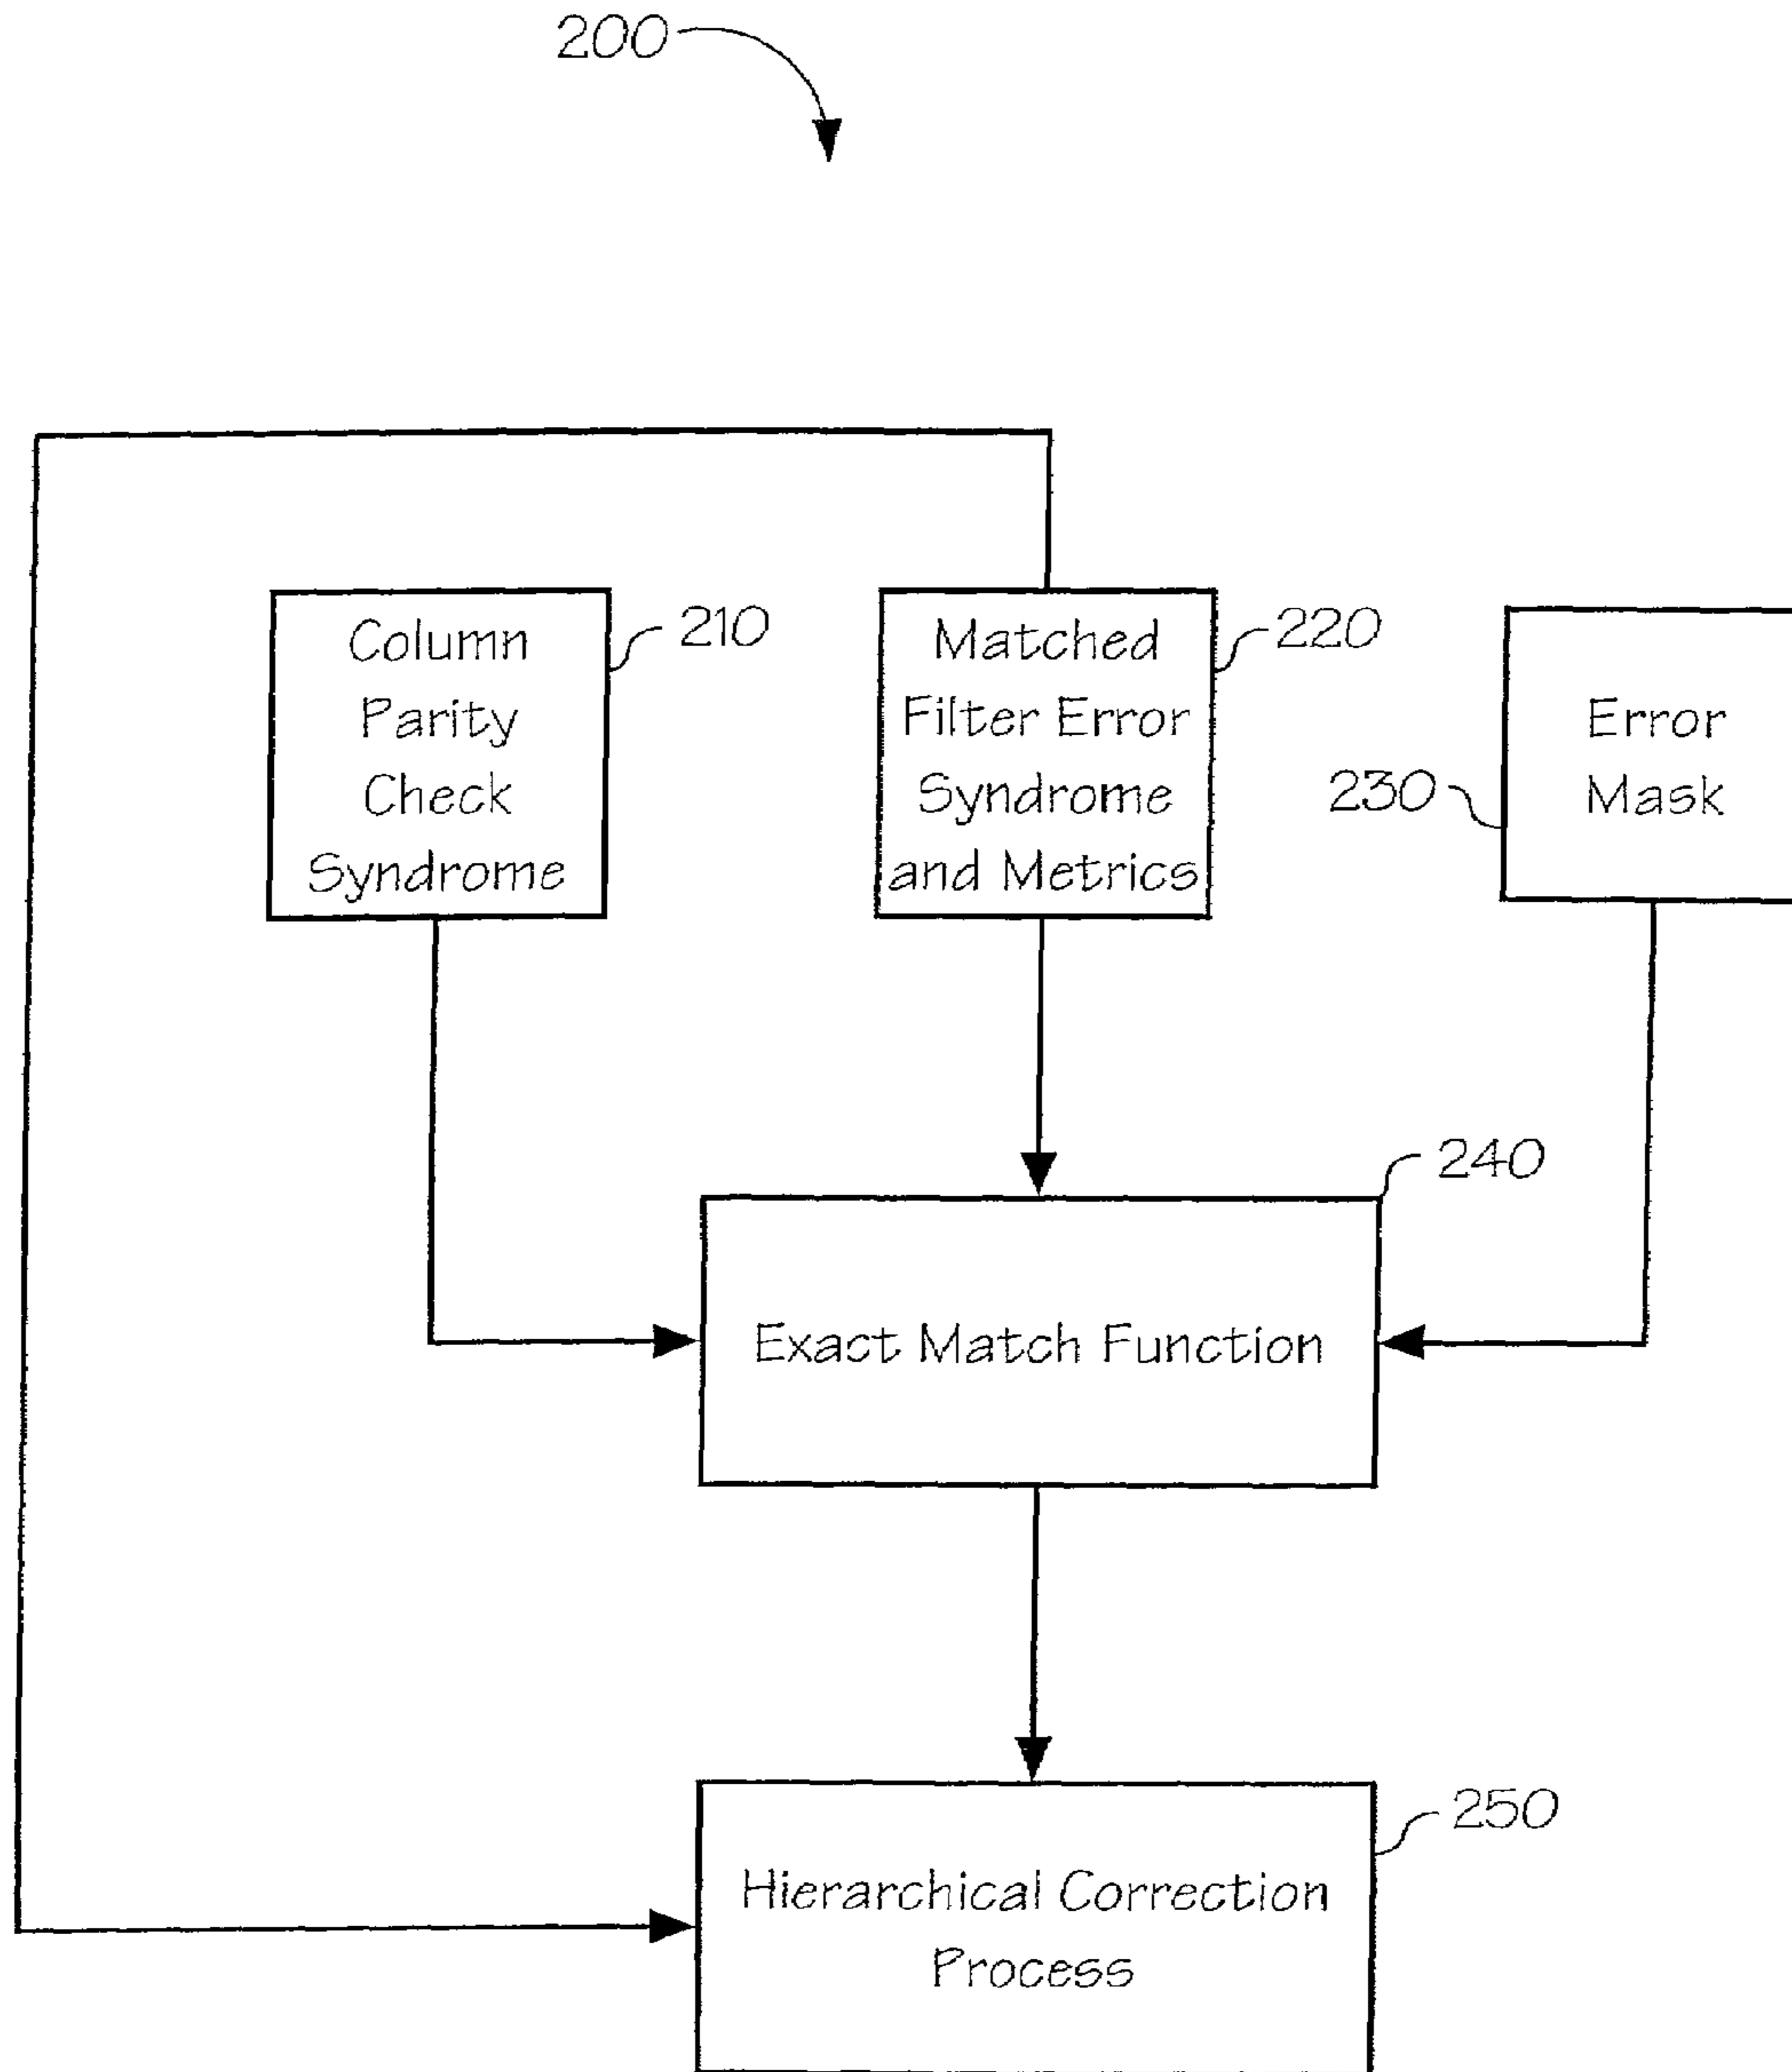 200
Column
Parity
Check
Syndrome
210
Matched
Filter Error
Syndrome
and Metrics
220
Error
Mask
230
240
Exact Match Function
250
Hierarchical Correction
Process